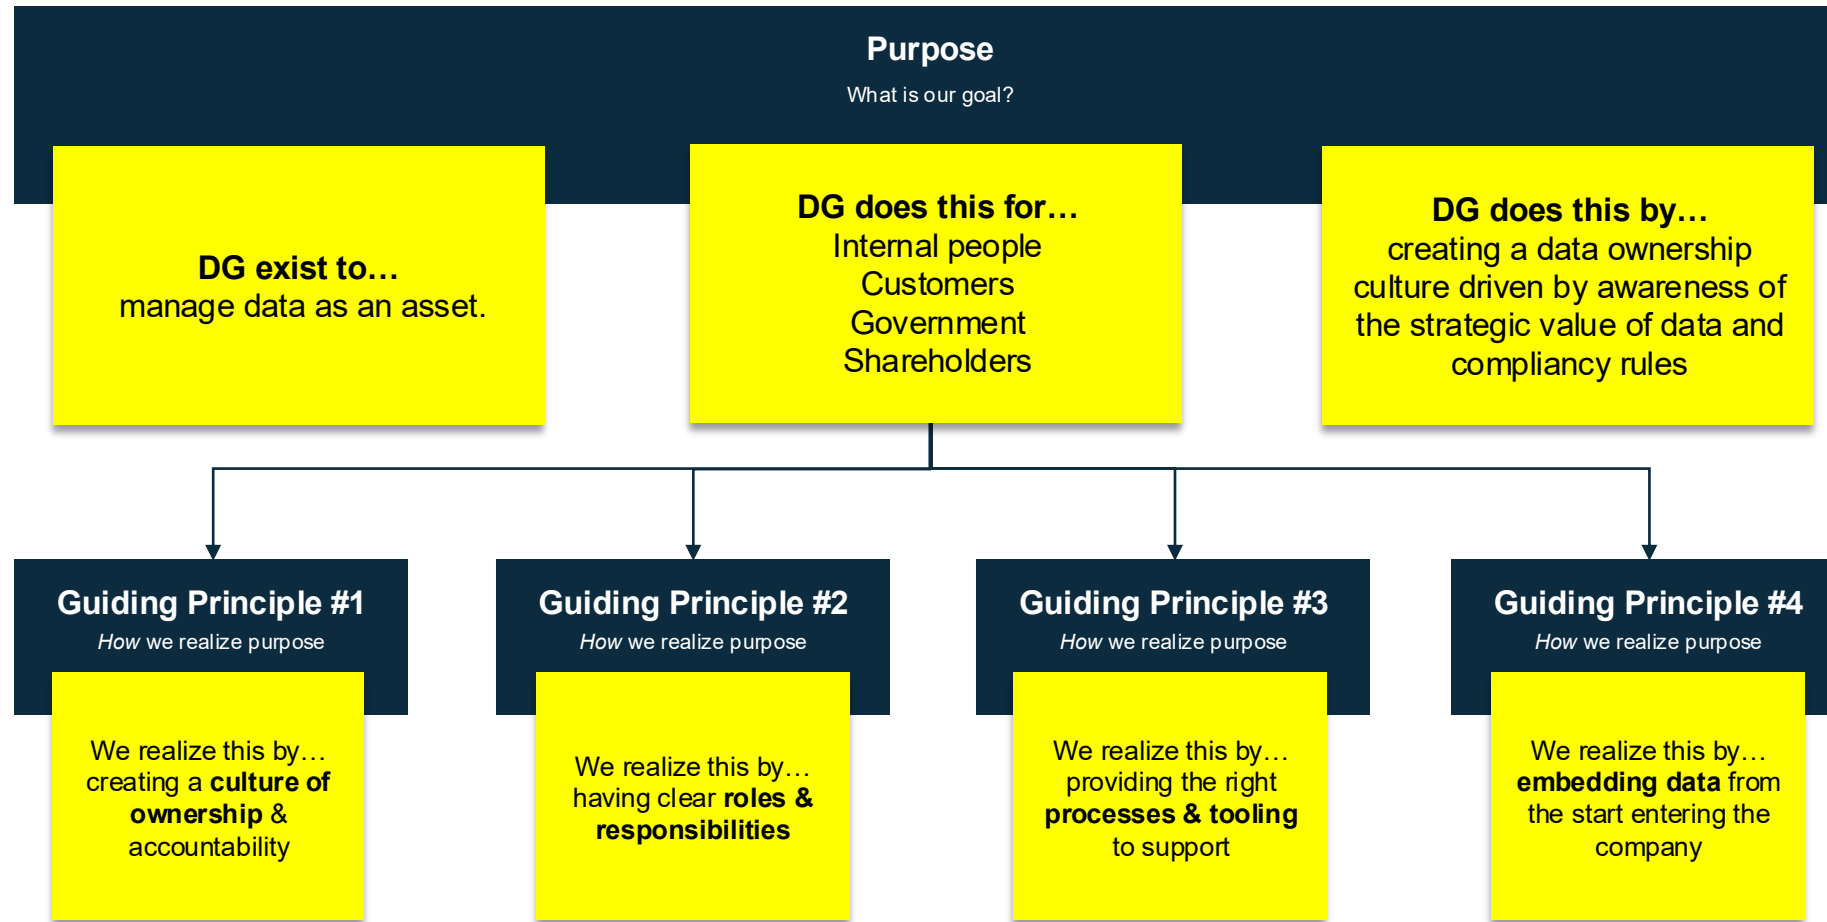 Purpose
What is our goal?
DG exist to…
manage data as an asset.
DG does this for…
Internal people
Customers
Government
Shareholders
DG does this by…
creating a data ownership
culture driven by awareness of
the strategic value of data and
compliancy rules
Guiding Principle #1
How we realize purpose
We realize this by…
creating a culture of
ownership &
accountability
Guiding Principle #2
How we realize purpose
We realize this by…
having clear roles &
responsibilities
Guiding Principle #3
How we realize purpose
We realize this by…
providing the right
processes & tooling
to support
Guiding Principle #4
How we realize purpose
We realize this by…
embedding data from
the start entering the
company